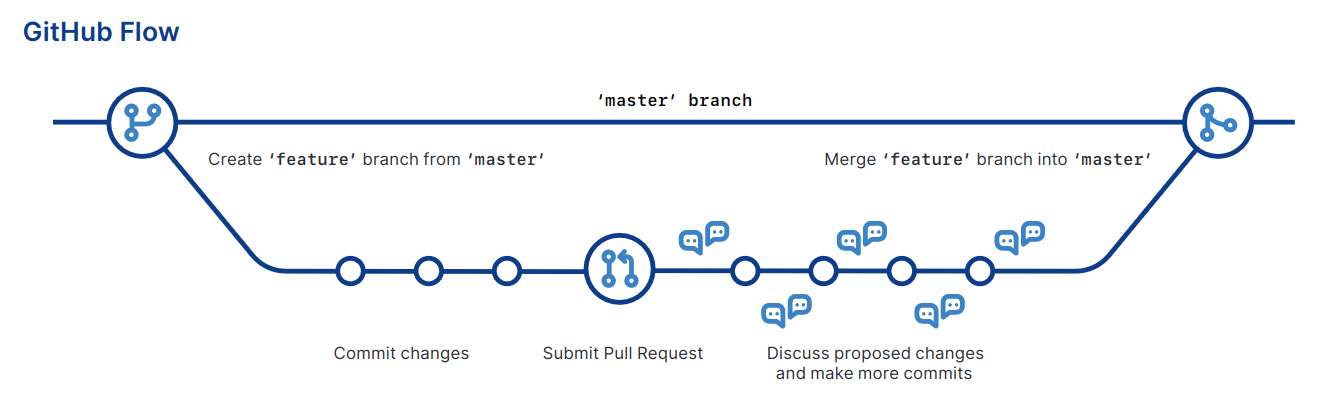 GitHub Flow
‘master’ branch
Create ‘feature’ branch from ‘master’
Merge ‘feature’ branch into ‘master’
Commit changes
Submit Pull Request
Discuss proposed changes
and make more commits